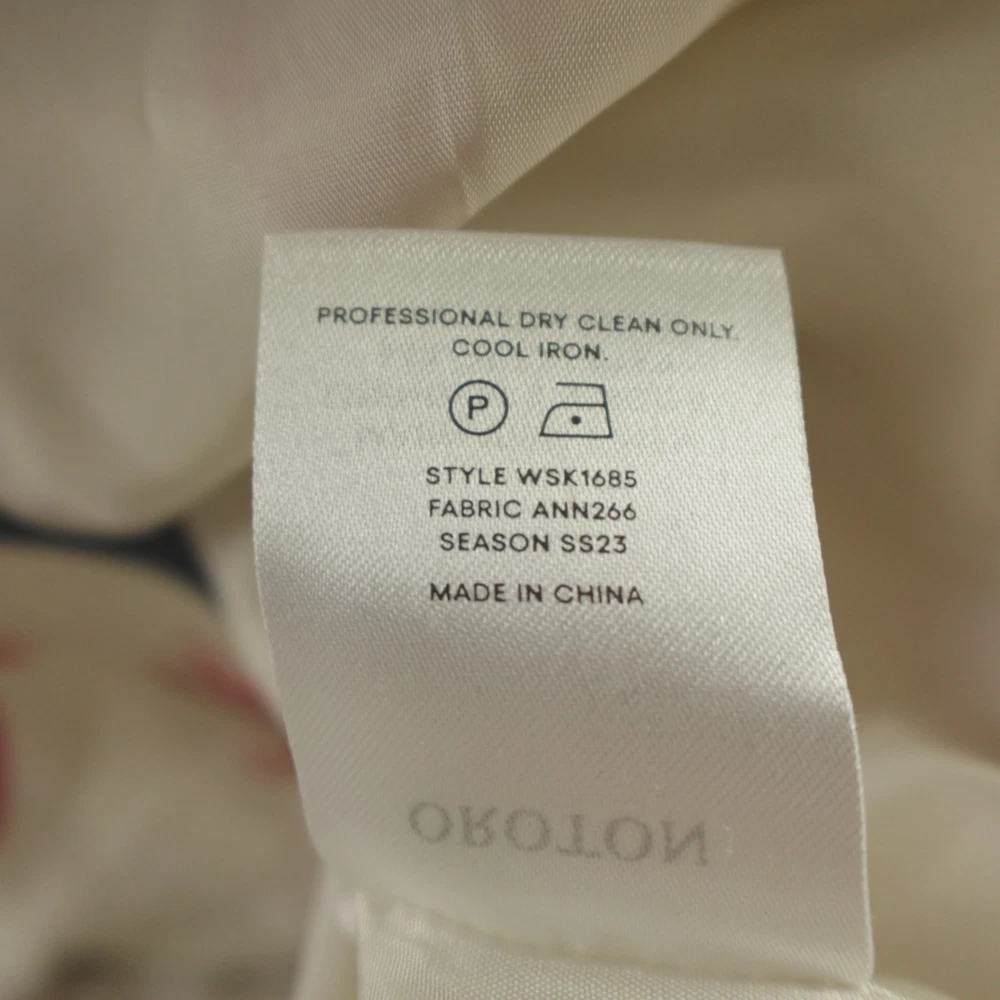 PROFESSIONAL DRY CLEAN ONLY.
COOL IRON.
P
STYLE WSK1685
FABRIC ANN266
SEASON SS23
MADE IN CHINA
OROTON